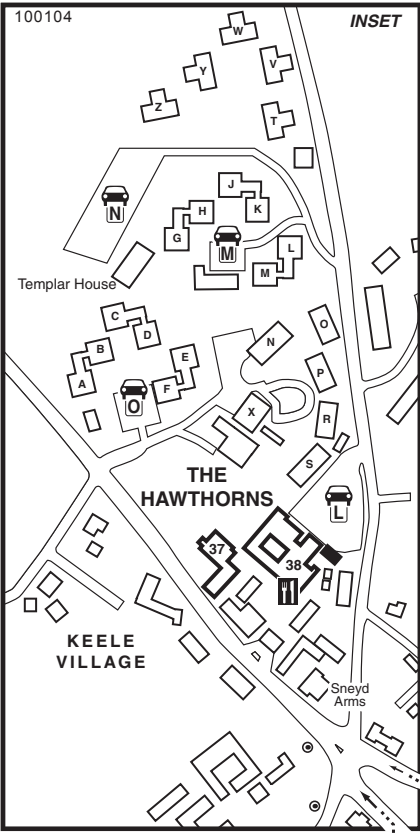 100104
INSET
W
V
Y
Z
T
J
K
H
G
N
M
L
M
Templar House
C
D
B
A
E
F
O
N
O
P
X
R
S
THE
HAWTHORNS
L
37
38
KEELE
VILLAGE
Sneyd
Arms